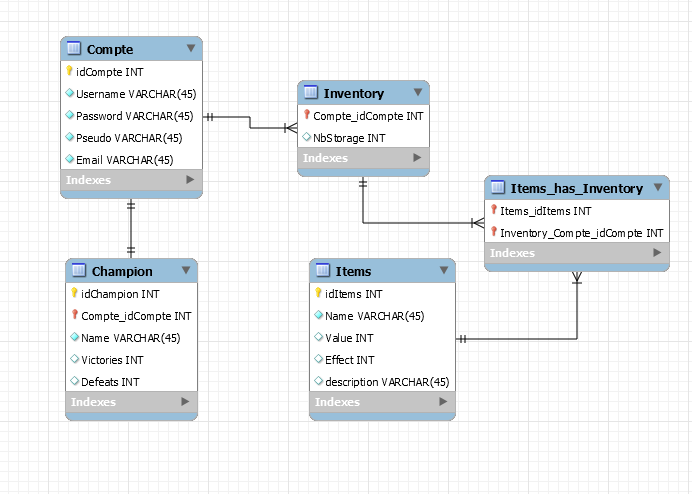 Compte
idCompte INT
Username VARCHAR(45)
Password VARCHAR(45)
Pseudo VARCHAR(45)
Email VARCHAR(45)
Indexes
Inventory
Compte_idCompte INT
NbStorage INT
Indexes
Items_has_Inventory
Items_idItems INT
Inventory_Compte_idCompte INT
Indexes
Champion
idChampion INT
Compte_idCompte INT
Name VARCHAR(45)
Victories INT
Defeats INT
Indexes
Items
idItems INT
Name VARCHAR(45)
Value INT
Effect INT
description VARCHAR(45)
Indexes